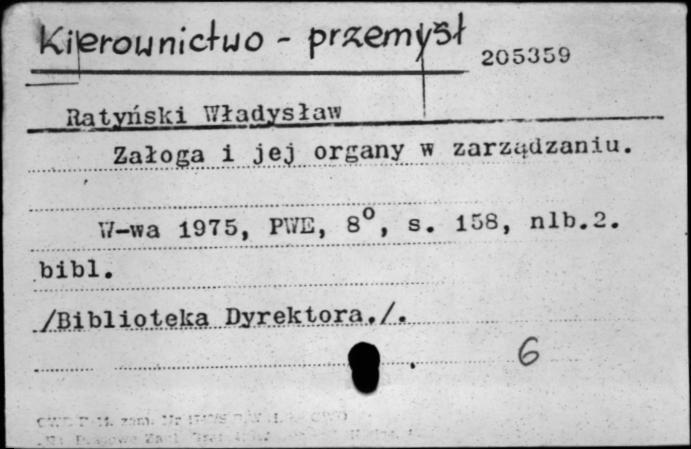 Kierownictwo - przemysł
205359
Ratyński Władysław
Załoga i jej organy w zarządzaniu.
W-wa 1975, PWE, 8°, s. 158, nlb.2.
bibl.
/Biblioteka Dyrektora./.
6